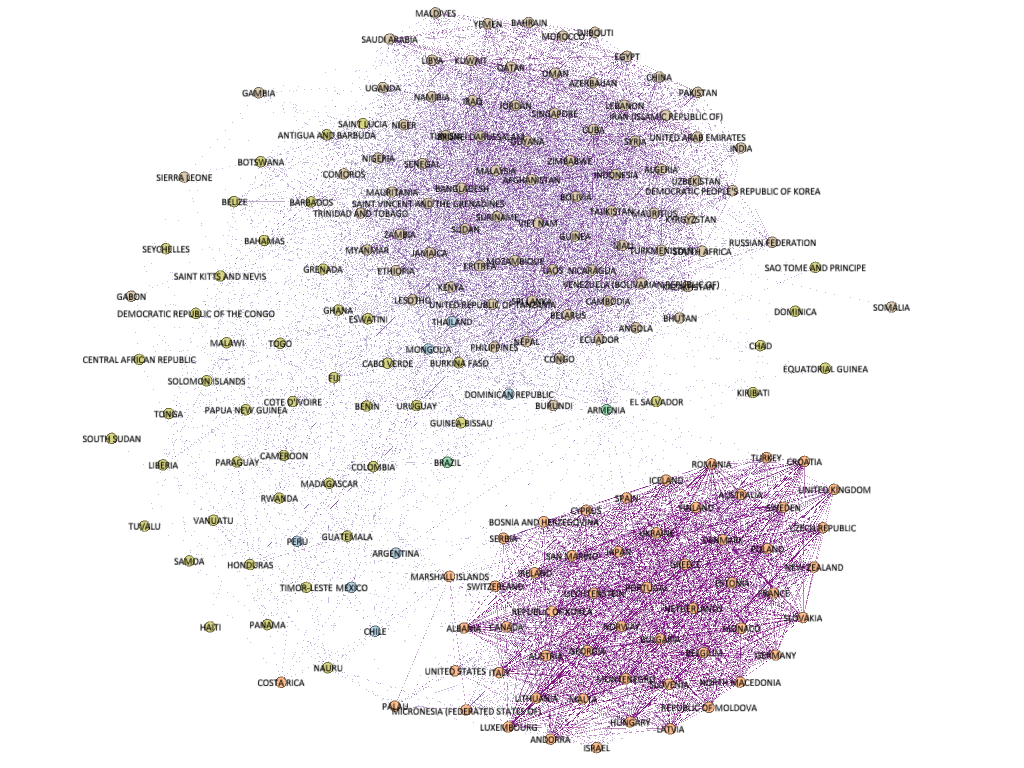 MALDIVES
YEMEN
BAHRAIN
MOROCCO
DJIBOUTI
SAUDI ARABIA
EGYPT
LIBYA
KUWAIT
QATAR
OMAN
AZERBAIJAN
CHINA
PAKISTAN
GAMBIA
UGANDA
NAMIBIA
IRAQ
JORDAN
SINGAPORE
LEBANON
IRAN (ISLAMIC REPUBLIC OF)
SAINT LUCIA
NIGER
ANTIGUA AND BARBUDA
CUBA
SYRIA
UNITED ARAB EMIRATES
INDIA
GUYANA
NIGERIA
SENEGAL
BOTSWANA
COMOROS
MALAYSIA
ZIMBABWE
ALGERIA
INDONESIA
AFGHANISTAN
UZBEKISTAN
SIERRA LEONE
MAURITANIA
BANGLADESH
BOLIVIA
DEMOCRATIC PEOPLE'S REPUBLIC OF KOREA
BELIZE
BARBADOS
SAINT VINCENT AND THE GRENADINES
TRINIDAD AND TOBAGO
SURINAME
VIET NAM
TAJIKISTAN
MAURITIUS
KYRGYZSTAN
SUDAN
ZAMBIA
GUINEA
BAHAMAS
RUSSIAN FEDERATION
SEYCHELLES
MYANMAR
JAMAICA
MALI
TURKMENISTAN
SOUTH AFRICA
GRENADA
ETHIOPIA
ERITREA
MOZAMBIQUE
LAOS
NICARAGUA
SAO TOME AND PRINCIPE
SAINT KITTS AND NEVIS
KENYA
VENEZUELA (BOLIVARIAN REPUBLIC OF)
KAZAKHSTAN
GABON
LESOTHO
UNITED REPUBLIC OF TANZANIA
SRI LANKA
CAMBODIA
SOMALIA
DEMOCRATIC REPUBLIC OF THE CONGO
GHANA
ESWATINI
THAILAND
BELARUS
BHUTAN
DOMINICA
ANGOLA
MALAWI
TOGO
MONGOLIA
PHILIPPINES
NEPAL
ECUADOR
CHAD
CENTRAL AFRICAN REPUBLIC
CABO VERDE
BURKINA FASO
CONGO
EQUATORIAL GUINEA
SOLOMON ISLANDS
FIJI
DOMINICAN REPUBLIC
KIRIBATI
TONGA
PAPUA NEW GUINEA
COTE D'IVOIRE
BENIN
URUGUAY
BURUNDI
ARMENIA
EL SALVADOR
GUINEA-BISSAU
SOUTH SUDAN
LIBERIA
PARAGUAY
CAMEROON
COLOMBIA
BRAZIL
ROMANIA
TURKEY
CROATIA
MADAGASCAR
ICELAND
RWANDA
SPAIN
AUSTRALIA
UNITED KINGDOM
TUVALU
VANUATU
CYPRUS
FINLAND
SWEDEN
BOSNIA AND HERZEGOVINA
CZECH REPUBLIC
PERU
GUATEMALA
SERBIA
UKRAINE
DENMARK
POLAND
ARGENTINA
SAN MARINO
JAPAN
SAMOA
HONDURAS
GREECE
NEW ZEALAND
MARSHALL ISLANDS
IRELAND
TIMOR-LESTE
MEXICO
SWITZERLAND
LIECHTENSTEIN
PORTUGAL
ESTONIA
FRANCE
REPUBLIC OF KOREA
NETHERLANDS
SLOVAKIA
HAITI
PANAMA
CHILE
ALBANIA
CANADA
NORWAY
MONACO
BULGARIA
AUSTRIA
GEORGIA
BELGIUM
GERMANY
NAURU
UNITED STATES
ITALY
COSTA RICA
MONTENEGRO
SLOVENIA
NORTH MACEDONIA
LITHUANIA
MALTA
PALAU
MICRONESIA (FEDERATED STATES OF)
REPUBLIC OF MOLDOVA
LUXEMBOURG
HUNGARY
LATVIA
ANDORRA
ISRAEL